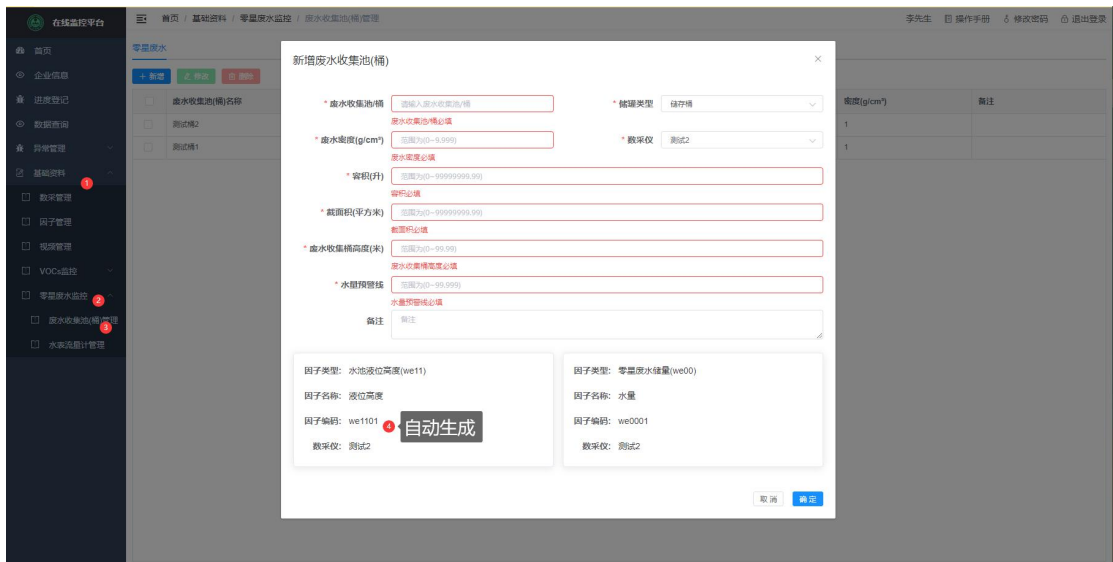 在线监控平台
首页 / 基础资料 / 零星废水监控 / 废水收集池(桶)管理
李先生 操作手册 修改密码 退出登录
首页
企业信息
进度登记
数据查询
异常管理
基础资料
1
数采管理
因子管理
视频管理
VOCs监控
零星废水监控
2
废水收集池(桶)管理
3
水表流量计管理
零星废水
+ 新增 修改 删除
废水收集池(桶)名称
密度(g/cm³)
备注
测试桶2
1
测试桶1
1
新增废水收集池(桶)
×
* 废水收集池/桶 请输入废水收集池/桶
废水收集池/桶必填
* 储罐类型 储存桶
* 废水密度(g/cm³) 范围为(0~9.999)
废水密度必填
* 数采仪 测试2
* 容积(升) 范围为(0~99999999.99)
容积必填
* 截面积(平方米) 范围为(0~99999999.99)
截面积必填
* 废水收集桶高度(米) 范围为(0~99.99)
废水收集桶高度必填
* 水量预警线 范围为(0~99.999)
水量预警线必填
备注 备注
因子类型: 水池液位高度(we11)
因子名称: 液位高度
因子编码: we1101
4 自动生成
数采仪: 测试2
因子类型: 零星废水储量(we00)
因子名称: 水量
因子编码: we0001
数采仪: 测试2
取消 确定